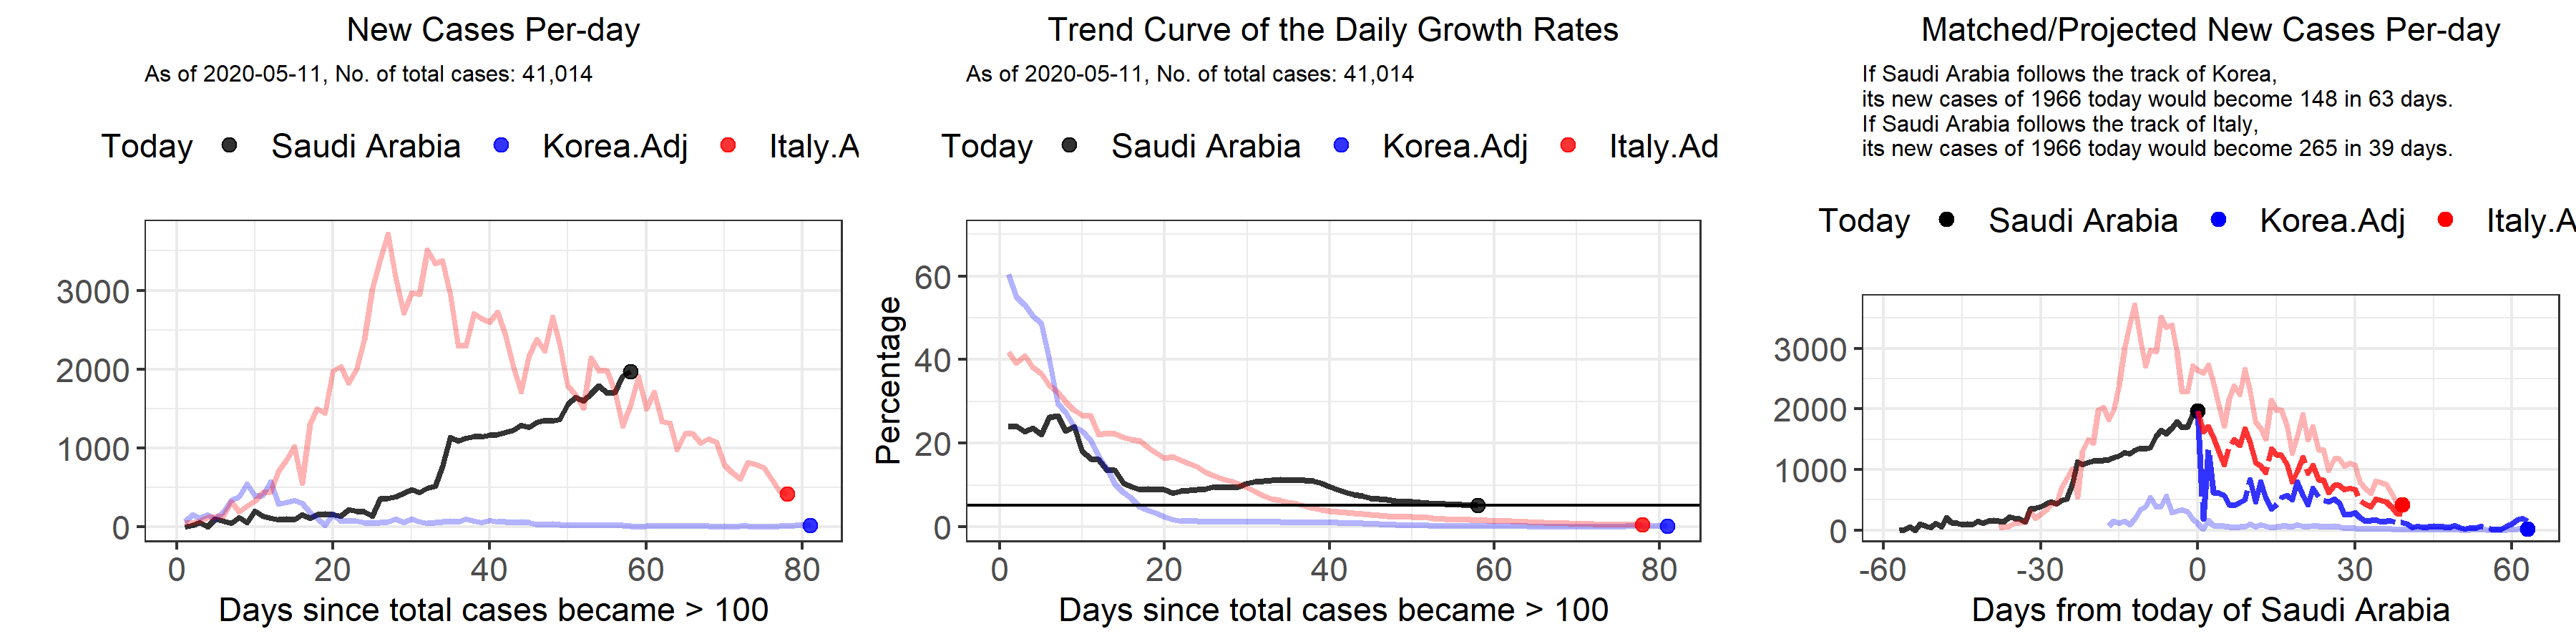 New Cases Per-day
As of 2020-05-11, No. of total cases: 41,014
Today Saudi Arabia Korea.Adj Italy.A
3000
2000
1000
0
0 20 40 60 80
Days since total cases became > 100
Trend Curve of the Daily Growth Rates
As of 2020-05-11, No. of total cases: 41,014
Today Saudi Arabia Korea.Adj Italy.Ad
Percentage
60
40
20
0
0 20 40 60 80
Days since total cases became > 100
Matched/Projected New Cases Per-day
If Saudi Arabia follows the track of Korea,
its new cases of 1966 today would become 148 in 63 days.
If Saudi Arabia follows the track of Italy,
its new cases of 1966 today would become 265 in 39 days.
Today Saudi Arabia Korea.Adj Italy.A
3000
2000
1000
0
-60 -30 0 30 60
Days from today of Saudi Arabia